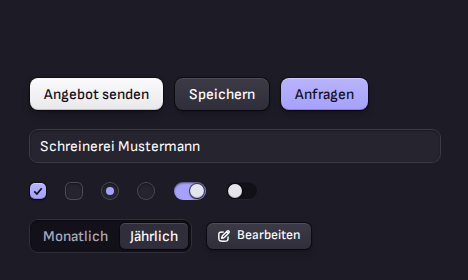 Angebot senden Speichern Anfragen
Schreinerei Mustermann
Monatlich Jährlich Bearbeiten